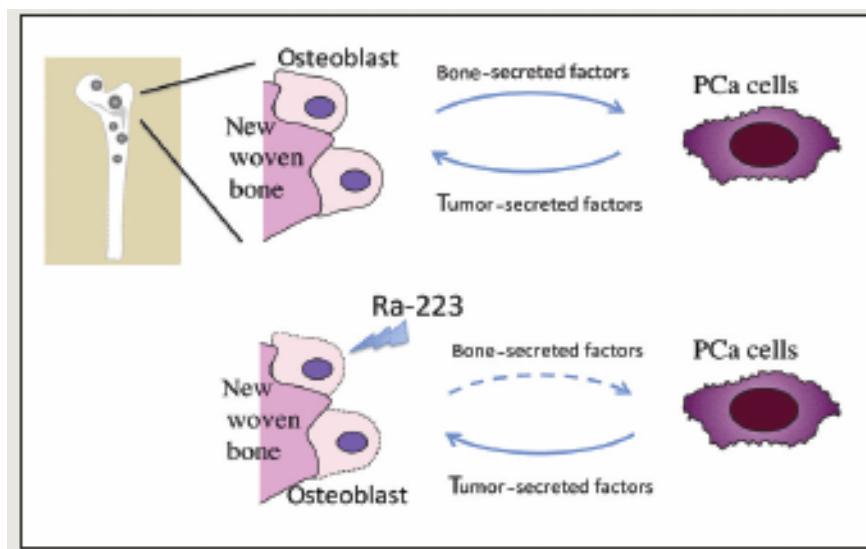 Osteoblast
New
woven
bone
Bone-secreted factors
Tumor-secreted factors
PCa cells
Ra-223
New
woven
bone
Osteoblast
Bone-secreted factors
Tumor-secreted factors
PCa cells